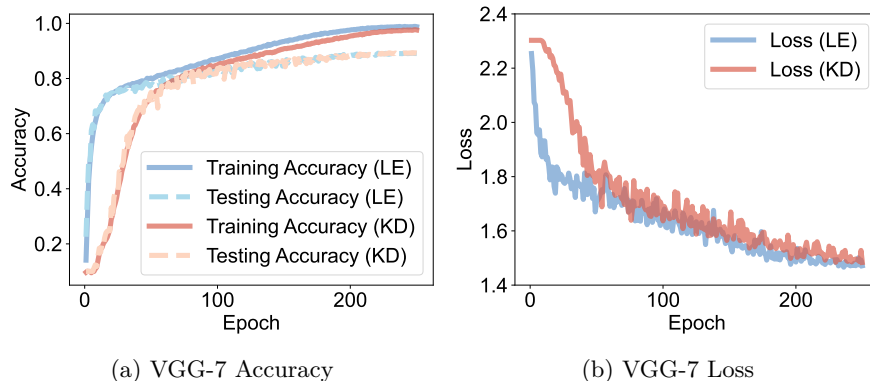 1.0
0.8
0.6
0.4
0.2
Accuracy
Training Accuracy (LE)
Testing Accuracy (LE)
Training Accuracy (KD)
Testing Accuracy (KD)
0
100
200
Epoch
(a) VGG-7 Accuracy
2.4
2.2
2.0
1.8
1.6
1.4
Loss
Loss (LE)
Loss (KD)
0
100
200
Epoch
(b) VGG-7 Loss